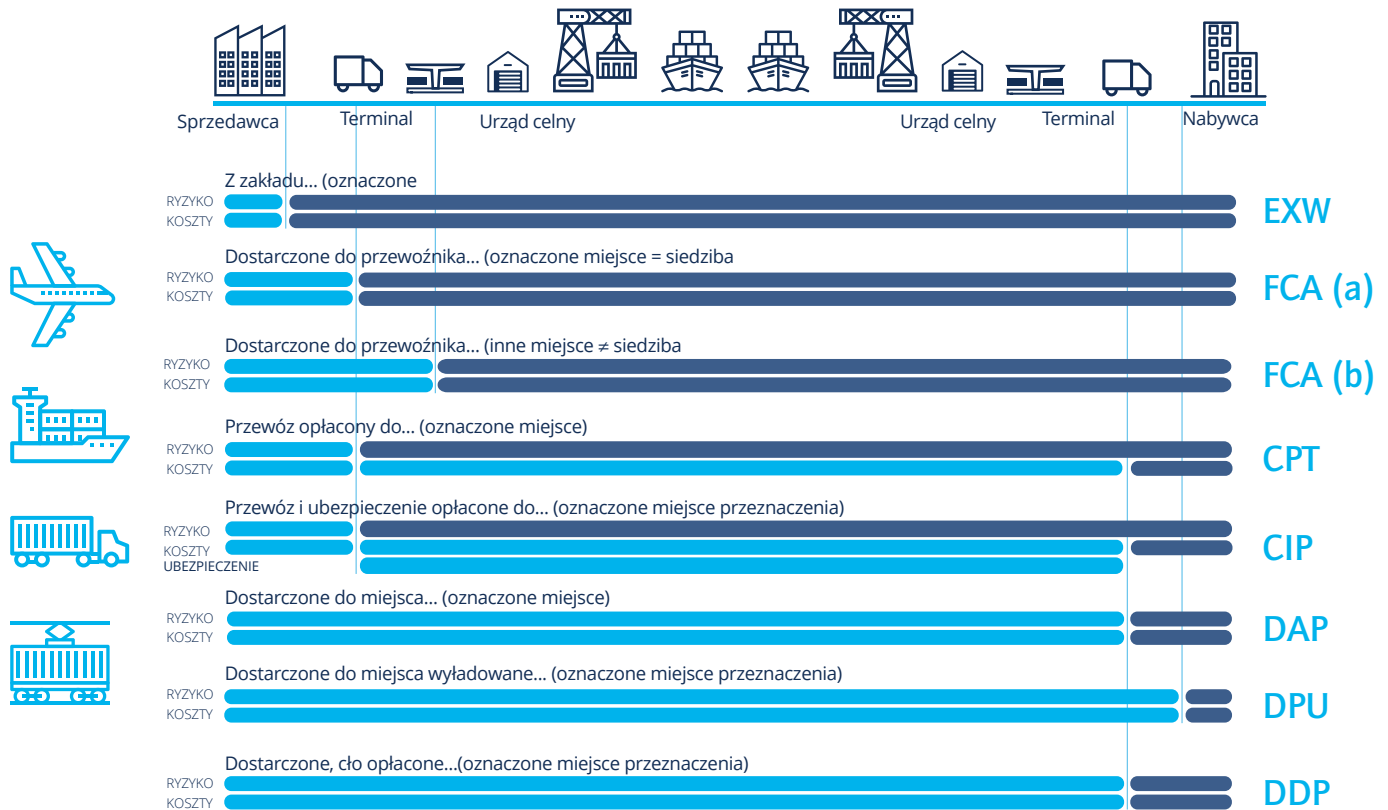 Sprzedawca Terminal Urząd celny Urząd celny Terminal Nabywca
Z zakładu... (oznaczone
RYZYKO
KOSZTY
EXW
Dostarczone do przewoźnika... (oznaczone miejsce = siedziba
RYZYKO
KOSZTY
FCA (a)
Dostarczone do przewoźnika... (inne miejsce ≠ siedziba
RYZYKO
KOSZTY
FCA (b)
Przewóz opłacony do... (oznaczone miejsce)
RYZYKO
KOSZTY
CPT
Przewóz i ubezpieczenie opłacone do... (oznaczone miejsce przeznaczenia)
RYZYKO
KOSZTY
UBEZPIECZENIE
CIP
Dostarczone do miejsca... (oznaczone miejsce)
RYZYKO
KOSZTY
DAP
Dostarczone do miejsca wyładowane... (oznaczone miejsce przeznaczenia)
RYZYKO
KOSZTY
DPU
Dostarczone, cło opłacone...(oznaczone miejsce przeznaczenia)
RYZYKO
KOSZTY
DDP